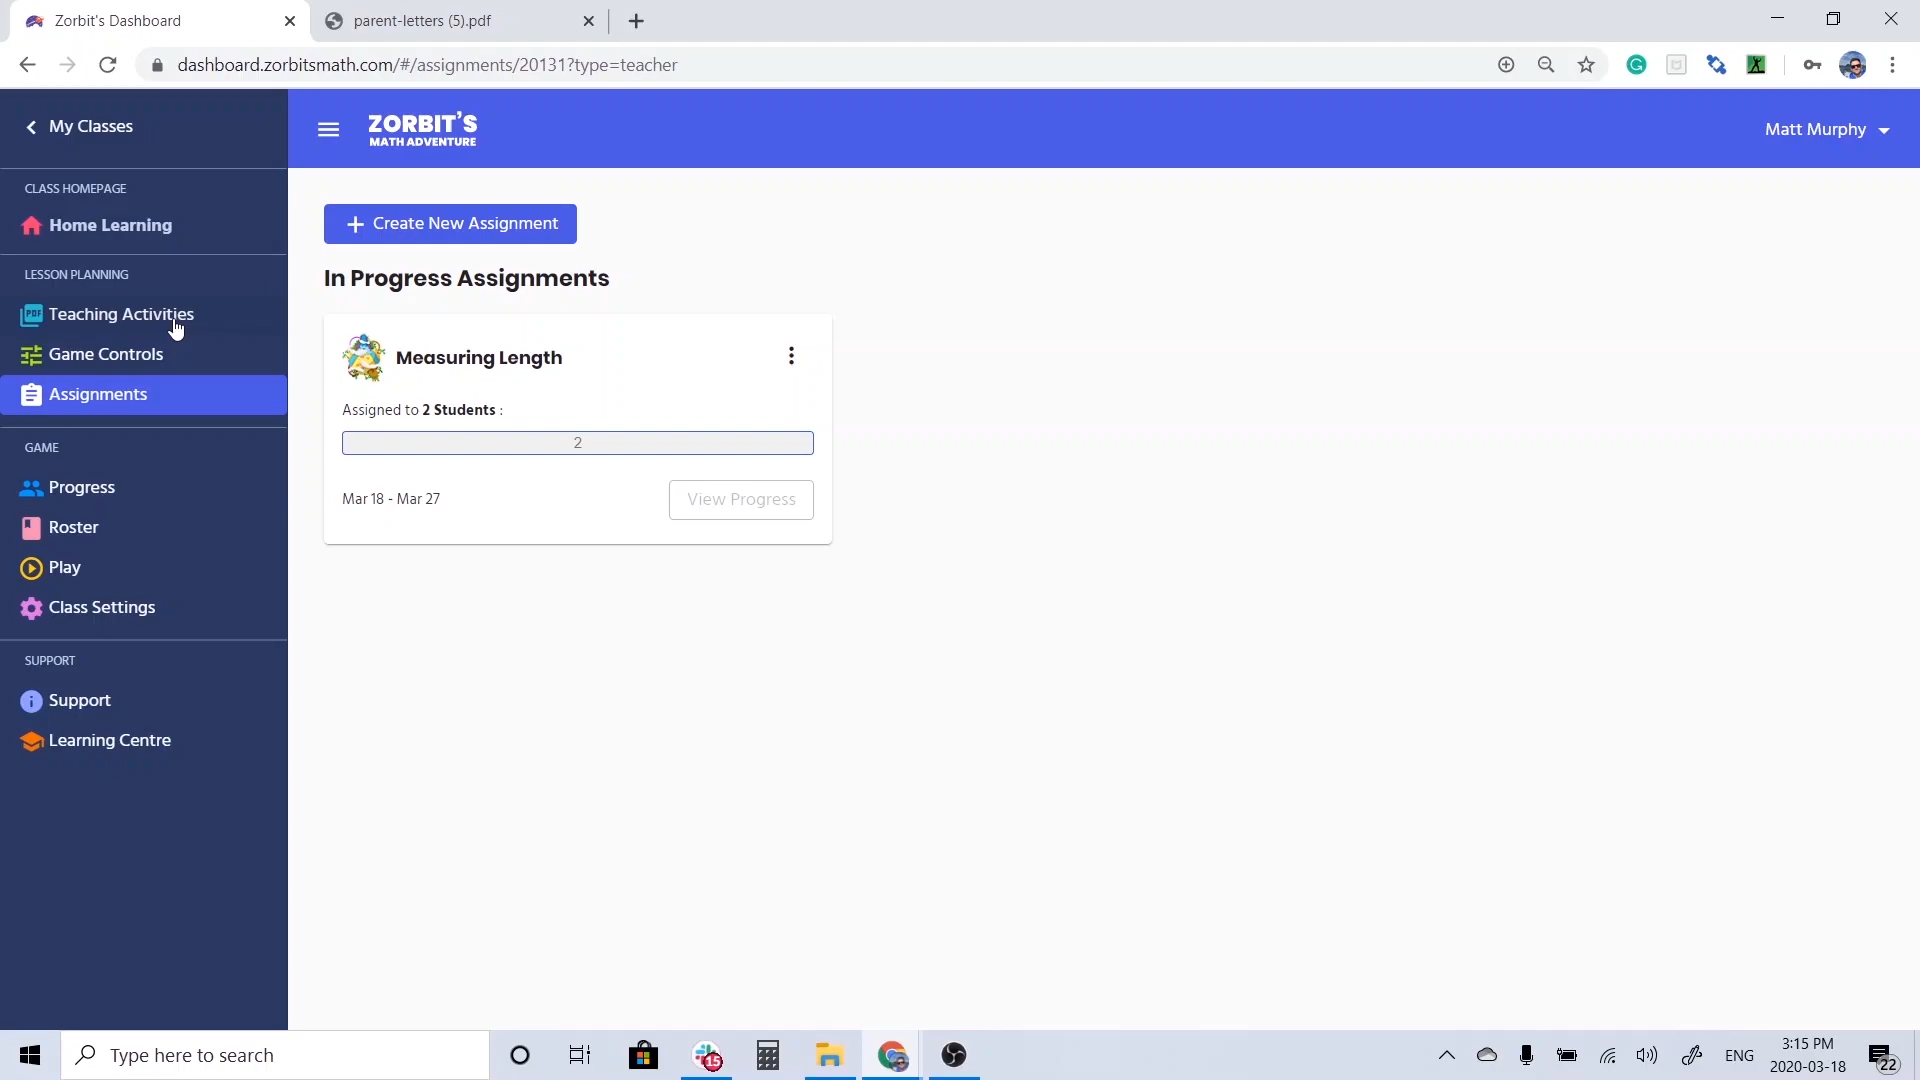 Zorbit's Dashboard
parent-letters (5).pdf
dashboard.zorbitsmath.com/#/assignments/20131?type=teacher
My Classes
ZORBIT'S
MATH ADVENTURE
Matt Murphy
CLASS HOMEPAGE
Home Learning
Create New Assignment
LESSON PLANNING
In Progress Assignments
PDF
Teaching Activities
Game Controls
Assignments
Measuring Length
Assigned to 2 Students :
2
Mar 18 - Mar 27
View Progress
GAME
Progress
Roster
Play
Class Settings
SUPPORT
Support
Learning Centre
Type here to search
15
ENG
3:15 PM
2020-03-18
22